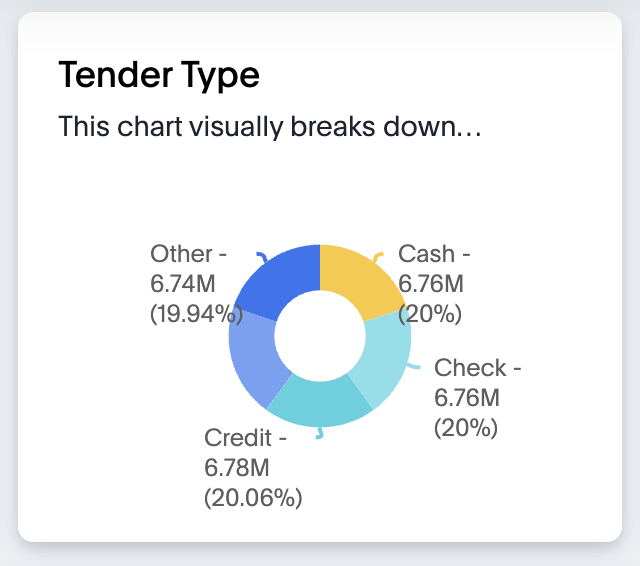 Tender Type
This chart visually breaks down…
Other -
6.74M
(19.94%)
Cash -
6.76M
(20%)
Check -
6.76M
(20%)
Credit -
6.78M
(20.06%)